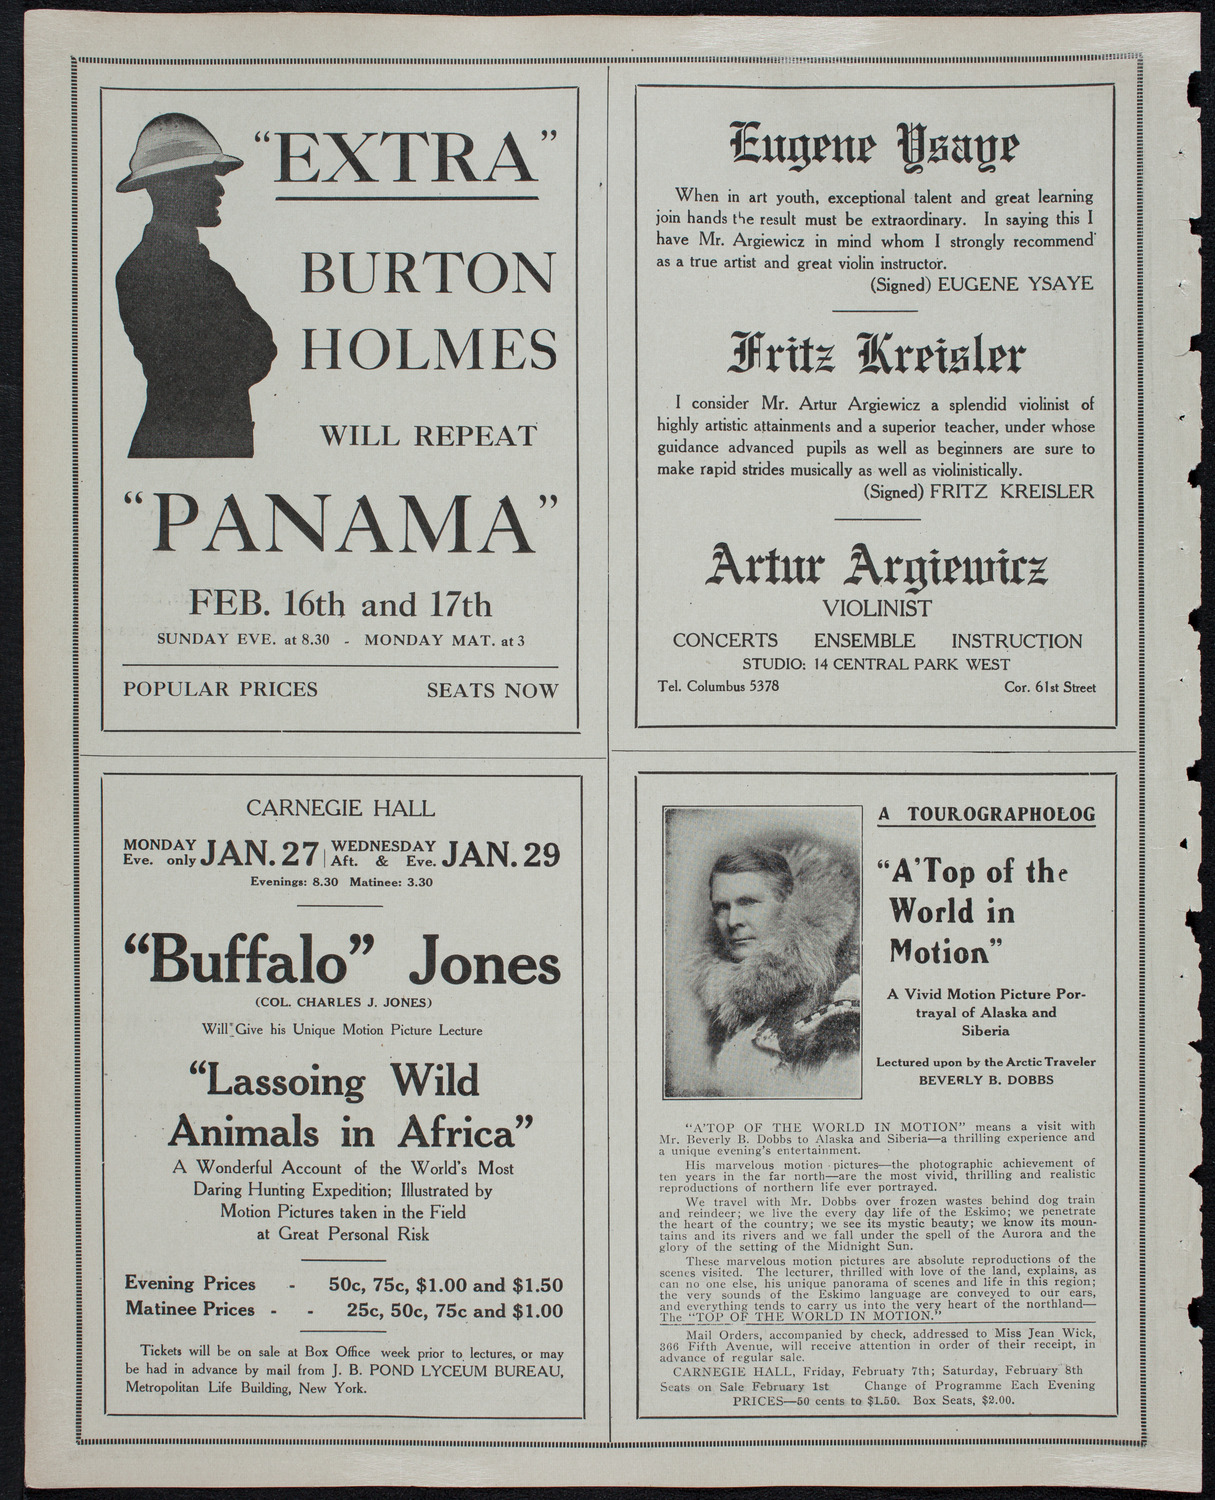 "EXTRA"
BURTON
HOLMES
WILL REPEAT
"PANAMA"
FEB. 16th and 17th
SUNDAY EVE. at 8.30 - MONDAY MAT. at 3
POPULAR PRICES SEATS NOW
Eugene Ysaye
When in art youth, exceptional talent and great learning
join hands the result must be extraordinary. In saying this I
have Mr. Argiewicz in mind whom I strongly recommend
as a true artist and great violin instructor.
(Signed) EUGENE YSAYE
Fritz Kreisler
I consider Mr. Artur Argiewicz a splendid violinist of
highly artistic attainments and a superior teacher, under whose
guidance advanced pupils as well as beginners are sure to
make rapid strides musically as well as violinistically.
(Signed) FRITZ KREISLER
Artur Argiewicz
VIOLINIST
CONCERTS ENSEMBLE INSTRUCTION
STUDIO: 14 CENTRAL PARK WEST
Tel. Columbus 5378 Cor. 61st Street
CARNEGIE HALL
MONDAY Eve. only JAN. 27 | WEDNESDAY Aft. & Eve. JAN. 29
Evenings: 8.30 Matinee: 3.30
"Buffalo" Jones
(COL. CHARLES J. JONES)
Will Give his Unique Motion Picture Lecture
"Lassoing Wild
Animals in Africa"
A Wonderful Account of the World's Most
Daring Hunting Expedition; Illustrated by
Motion Pictures taken in the Field
at Great Personal Risk
Evening Prices - 50c, 75c, $1.00 and $1.50
Matinee Prices - - 25c, 50c, 75c and $1.00
Tickets will be on sale at Box Office week prior to lectures, or may
be had in advance by mail from J. B. POND LYCEUM BUREAU,
Metropolitan Life Building, New York.
A TOUROGRAPHOLOG
"A'Top of the
World in
Motion"
A Vivid Motion Picture Por-
trayal of Alaska and
Siberia
Lectured upon by the Arctic Traveler
BEVERLY B. DOBBS
"A'TOP OF THE WORLD IN MOTION" means a visit with
Mr. Beverly B. Dobbs to Alaska and Siberia—a thrilling experience and
a unique evening's entertainment.
His marvelous motion pictures—the photographic achievement of
ten years in the far north—are the most vivid, thrilling and realistic
reproductions of northern life ever portrayed.
We travel with Mr. Dobbs over frozen wastes behind dog train
and reindeer; we live the every day life of the Eskimo; we penetrate
the heart of the country; we see its mystic beauty; we know its moun-
tains and its rivers and we fall under the spell of the Aurora and the
glory of the setting of the Midnight Sun.
These marvelous motion pictures are absolute reproductions of the
scenes visited. The lecturer, thrilled with love of the land, explains, as
can no one else, his unique panorama of scenes and life in this region;
the very sounds of the Eskimo language are conveyed to our ears,
and everything tends to carry us into the very heart of the northland—
The "TOP OF THE WORLD IN MOTION."
Mail Orders, accompanied by check, addressed to Miss Jean Wick,
366 Fifth Avenue, will receive attention in order of their receipt, in
advance of regular sale.
CARNEGIE HALL, Friday, February 7th; Saturday, February 8th
Seats on Sale February 1st Change of Programme Each Evening
PRICES—50 cents to $1.50. Box Seats, $2.00.